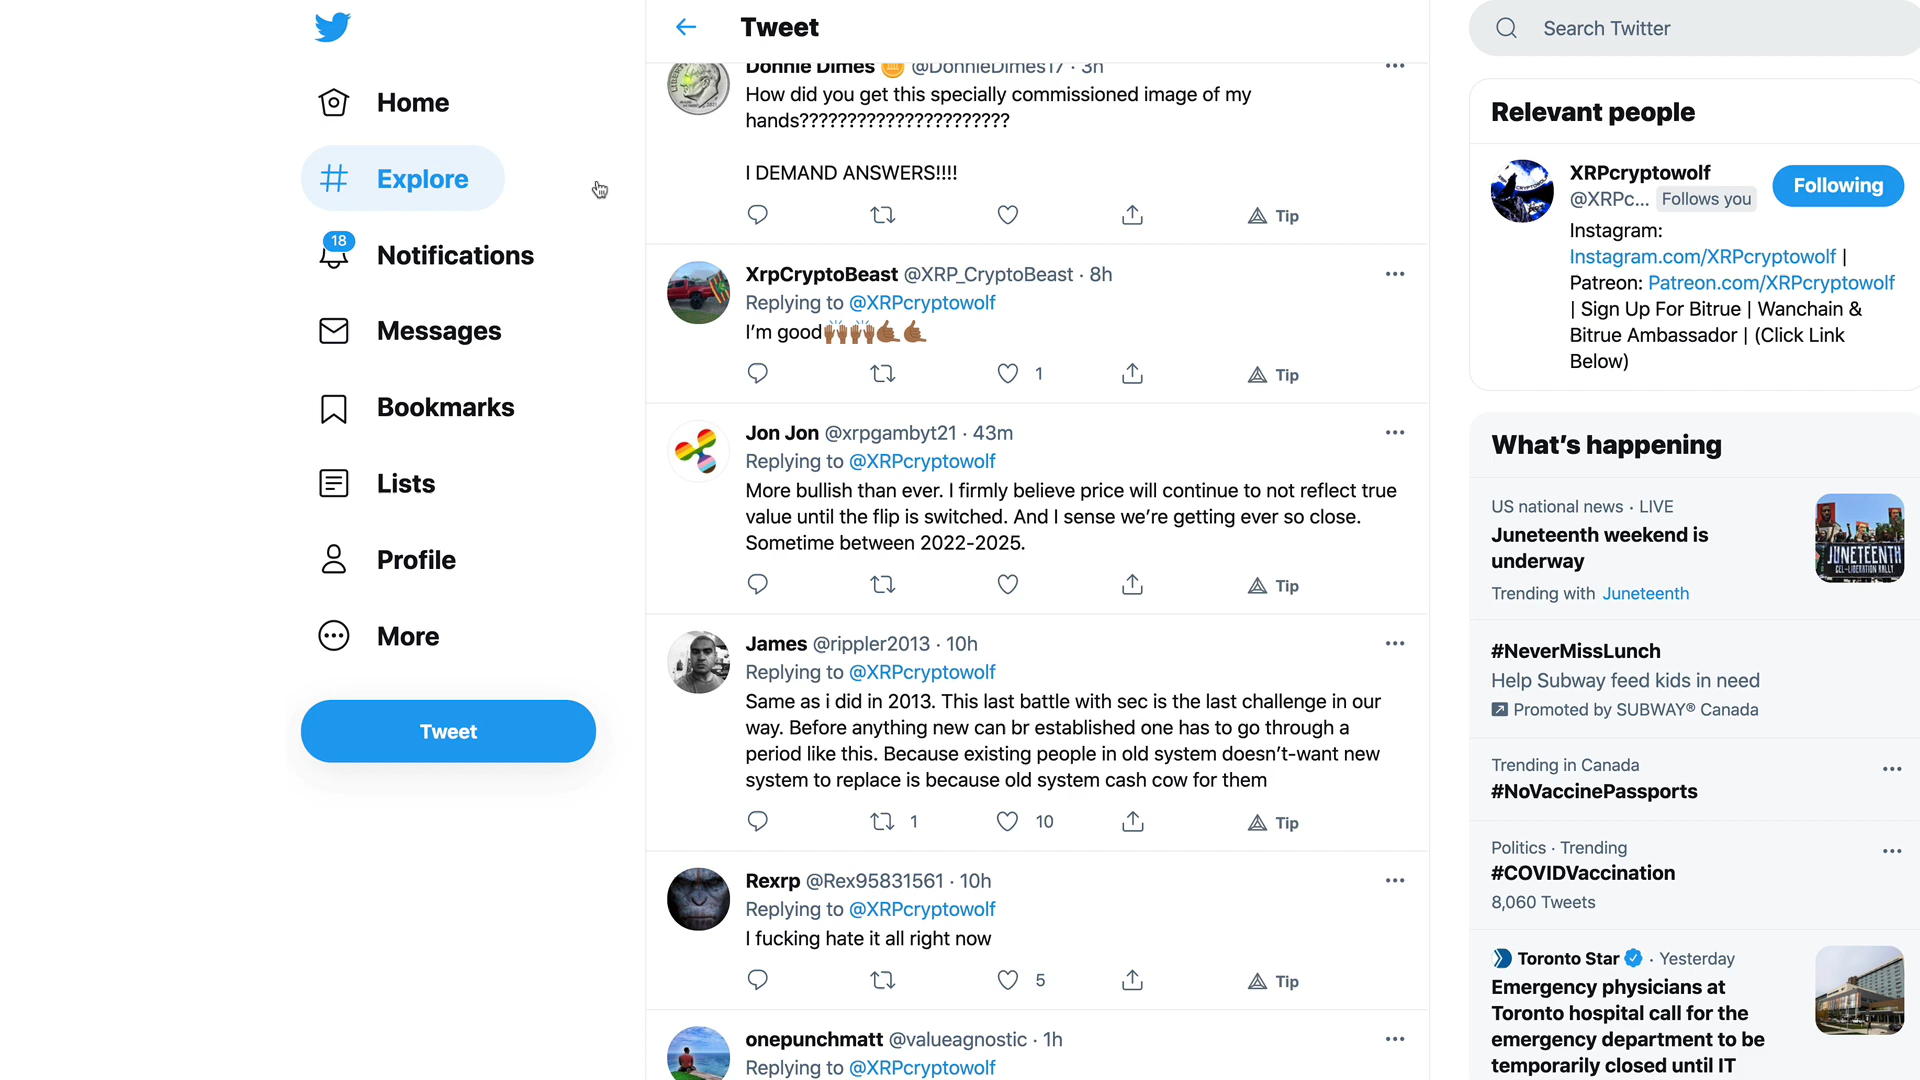 Home
Explore
18
Notifications
Messages
Bookmarks
Lists
Profile
More
Tweet
Tweet
Donnie Dimes @DonnieDimes17 · 3h
How did you get this specially commissioned image of my
hands??????????????????????
I DEMAND ANSWERS!!!!
Tip
XrpCryptoBeast @XRP_CryptoBeast · 8h
Replying to @XRPcryptowolf
I’m good🙌🏾🙌🏾🤙🏾🤙🏾
1
Tip
Jon Jon @xrpgambyt21 · 43m
Replying to @XRPcryptowolf
More bullish than ever. I firmly believe price will continue to not reflect true
value until the flip is switched. And I sense we’re getting ever so close.
Sometime between 2022-2025.
Tip
James @rippler2013 · 10h
Replying to @XRPcryptowolf
Same as i did in 2013. This last battle with sec is the last challenge in our
way. Before anything new can br established one has to go through a
period like this. Because existing people in old system doesn’t-want new
system to replace is because old system cash cow for them
1
10
Tip
Rexrp @Rex95831561 · 10h
Replying to @XRPcryptowolf
I fucking hate it all right now
5
Tip
onepunchmatt @valueagnostic · 1h
Replying to @XRPcryptowolf
Search Twitter
Relevant people
XRPcryptowolf
@XRPc... Follows you
Following
Instagram:
Instagram.com/XRPcryptowolf |
Patreon: Patreon.com/XRPcryptowolf
| Sign Up For Bitrue | Wanchain &
Bitrue Ambassador | (Click Link
Below)
What’s happening
US national news · LIVE
Juneteenth weekend is
underway
Trending with Juneteenth
JUNETEENTH
#NeverMissLunch
Help Subway feed kids in need
Promoted by SUBWAY® Canada
Trending in Canada
#NoVaccinePassports
Politics · Trending
#COVIDVaccination
8,060 Tweets
Toronto Star · Yesterday
Emergency physicians at
Toronto hospital call for the
emergency department to be
temporarily closed until IT